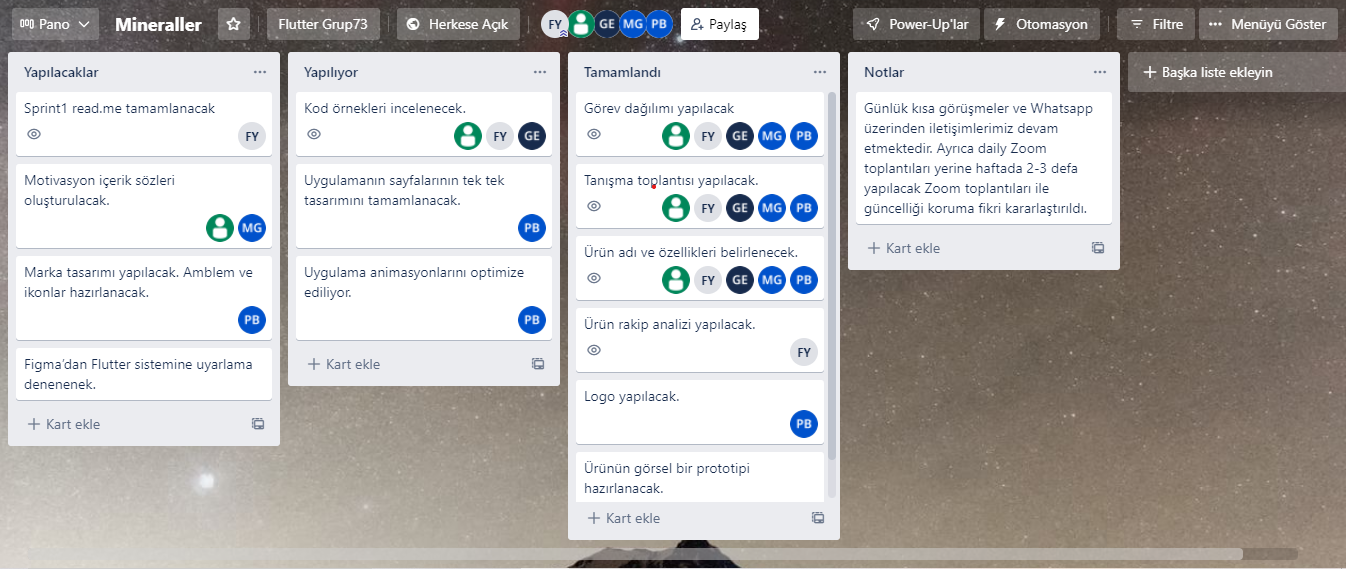 Pano
Mineraller
Flutter Grup73
Herkese Açık
FY
GE
MG
PB
Paylaş
Power-Up'lar
Otomasyon
Filtre
Menüyü Göster
Yapılacaklar
Sprint1 read.me tamamlanacak
FY
Motivasyon içerik sözleri
oluşturulacak.
MG
Marka tasarımı yapılacak. Amblem ve
ikonlar hazırlanacak.
PB
Figma'dan Flutter sistemine uyarlama
denenenek.
Kart ekle
Yapılıyor
Kod örnekleri incelenecek.
FY
GE
Uygulamanın sayfalarının tek tek
tasarımını tamamlanacak.
PB
Uygulama animasyonlarını optimize
ediliyor.
PB
Kart ekle
Tamamlandı
Görev dağılımı yapılacak
FY
GE
MG
PB
Tanışma toplantısı yapılacak.
FY
GE
MG
PB
Ürün adı ve özellikleri belirlenecek.
FY
GE
MG
PB
Ürün rakip analizi yapılacak.
FY
Logo yapılacak.
PB
Ürünün görsel bir prototipi
hazırlanacak.
Kart ekle
Notlar
Günlük kısa görüşmeler ve Whatsapp
üzerinden iletişimlerimiz devam
etmektedir. Ayrıca daily Zoom
toplantıları yerine haftada 2-3 defa
yapılacak Zoom toplantıları ile
güncelliği koruma fikri kararlaştırıldı.
Kart ekle
Başka liste ekleyin